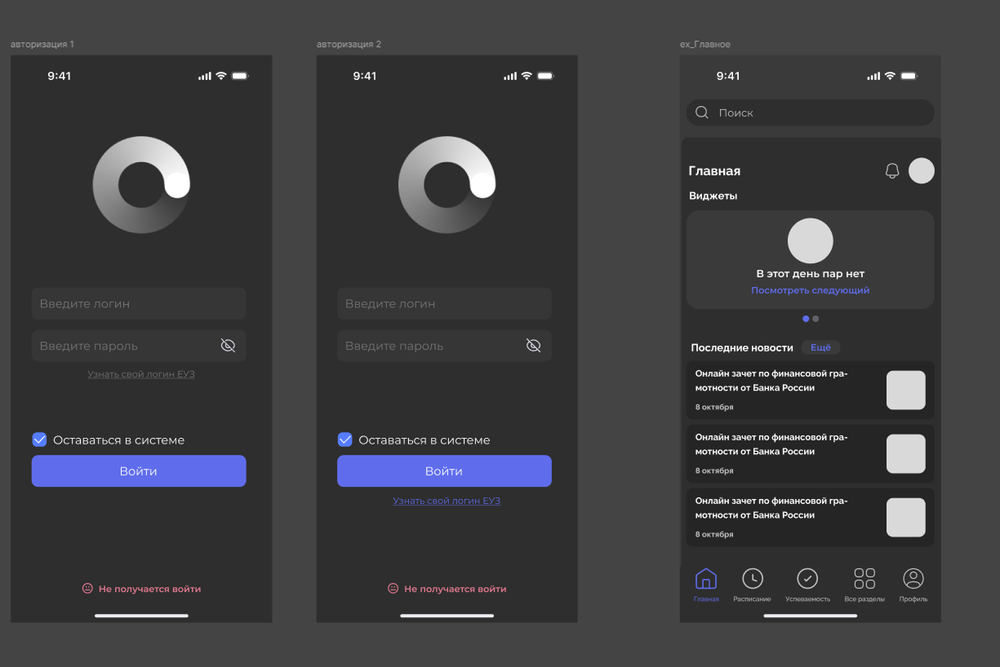 авторизация 1
9:41
Введите логин
Введите пароль
Узнать свой логин ЕУЗ
Оставаться в системе
Войти
Не получается войти
авторизация 2
9:41
Введите логин
Введите пароль
Оставаться в системе
Войти
Узнать свой логин ЕУЗ
Не получается войти
ex_Главное
9:41
Поиск
Главная
Виджеты
В этот день пар нет
Посмотреть следующий
Последние новости Ещё
Онлайн зачет по финансовой гра-
мотности от Банка России
8 октября
Онлайн зачет по финансовой гра-
мотности от Банка России
8 октября
Онлайн зачет по финансовой гра-
мотности от Банка России
8 октября
Главная Расписание Успеваемость Все разделы Профиль